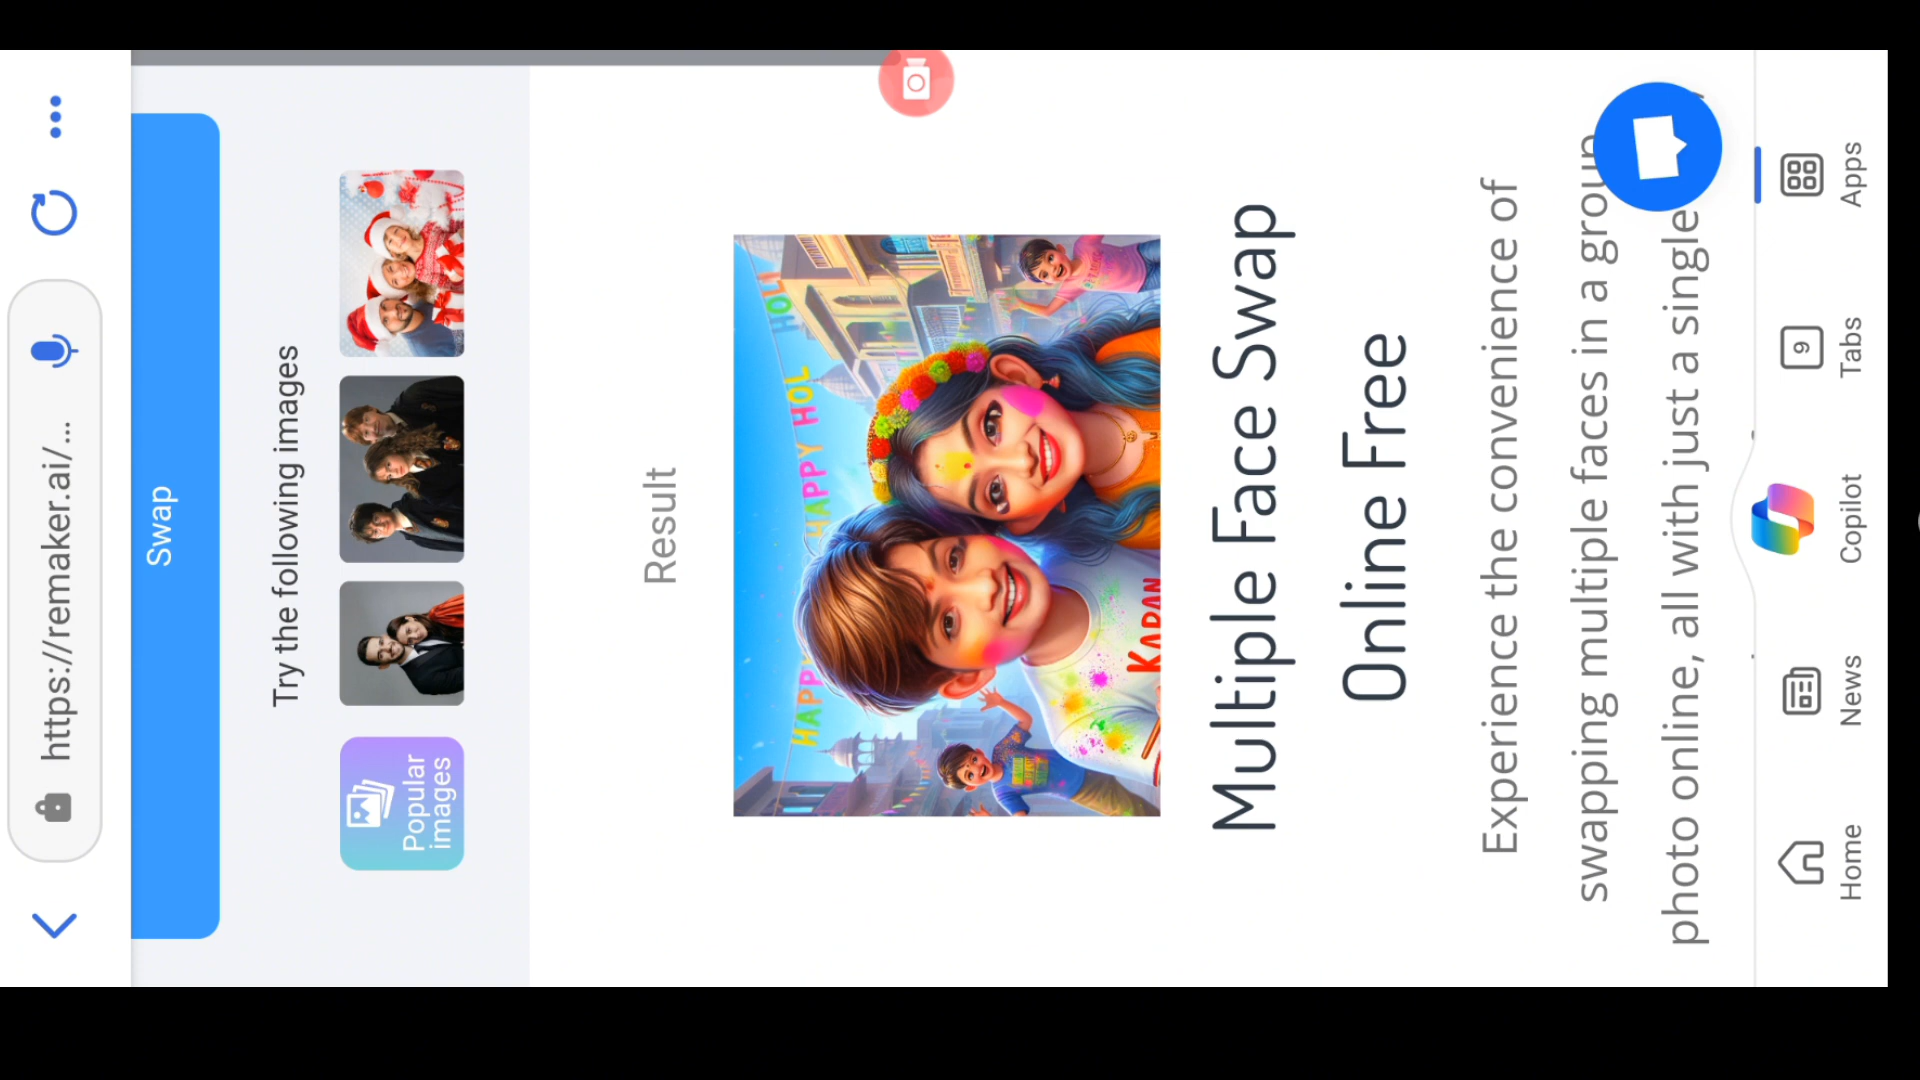 https://remaker.ai/...
Swap
Try the following images
Popular
images
Result
HAPPY HOLI
HAPPY HOLI
KARAN
Multiple Face Swap
Online Free
Experience the convenience of
swapping multiple faces in a group
photo online, all with just a single
Home
News
Copilot
9
Tabs
Apps